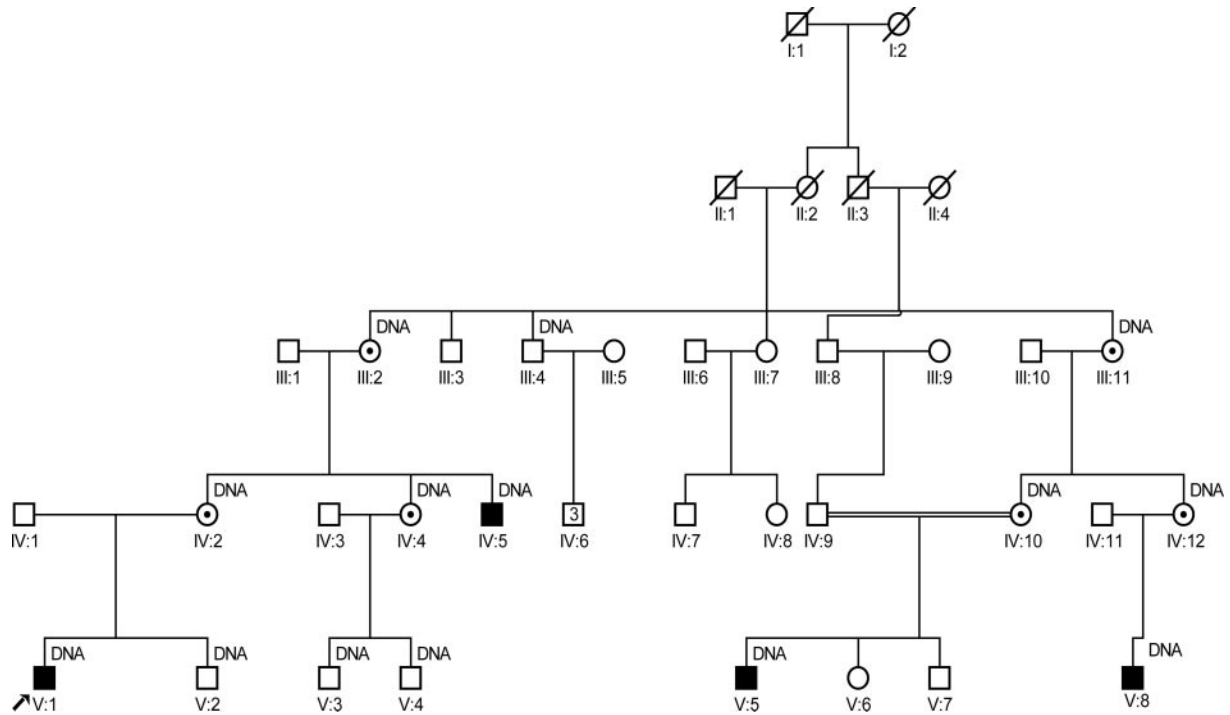 I:1 I:2
II:1 II:2 II:3 II:4
DNA DNA DNA
III:1 III:2 III:3 III:4 III:5 III:6 III:7 III:8 III:9 III:10 III:11
DNA DNA DNA DNA DNA
3
IV:1 IV:2 IV:3 IV:4 IV:5 IV:6 IV:7 IV:8 IV:9 IV:10 IV:11 IV:12
DNA DNA DNA DNA DNA DNA
V:1 V:2 V:3 V:4 V:5 V:6 V:7 V:8